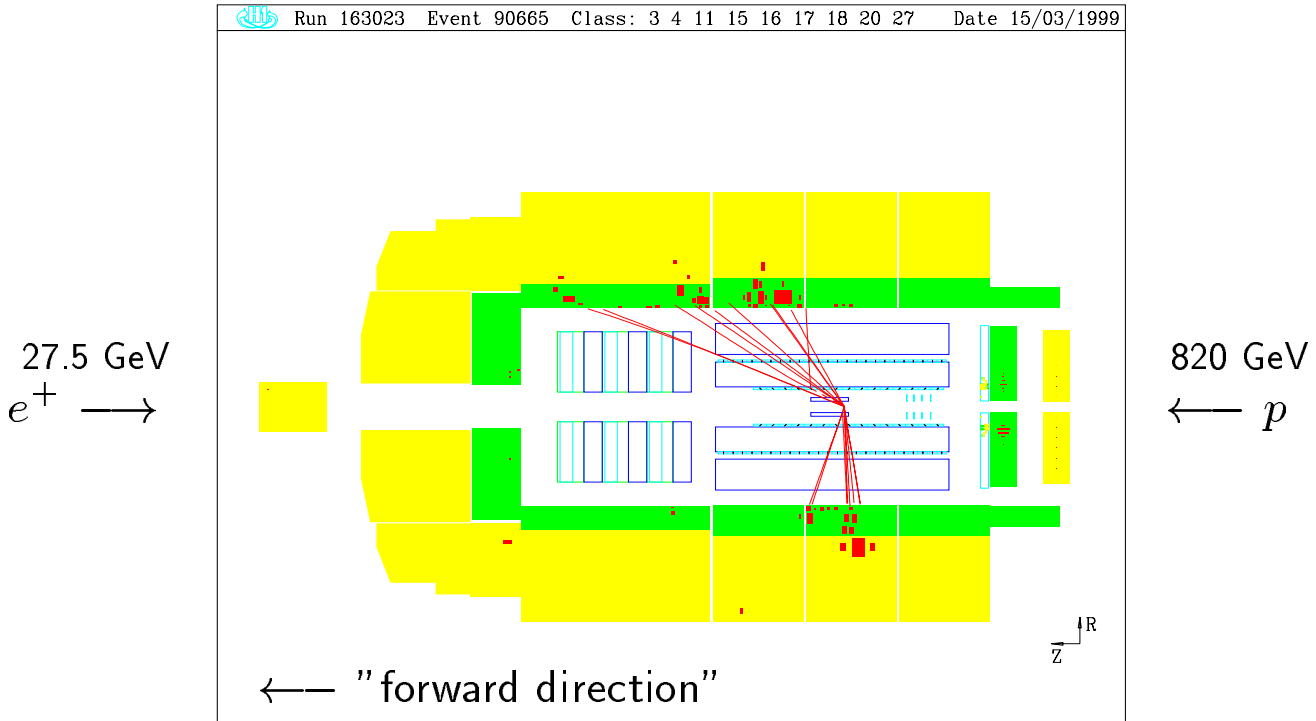 Run 163023 Event 90665 Class: 3 4 11 15 16 17 18 20 27 Date 15/03/1999
27.5 GeV
e⁺ ⟶
820 GeV
⟵ p
R
Z
⟵ "forward direction"